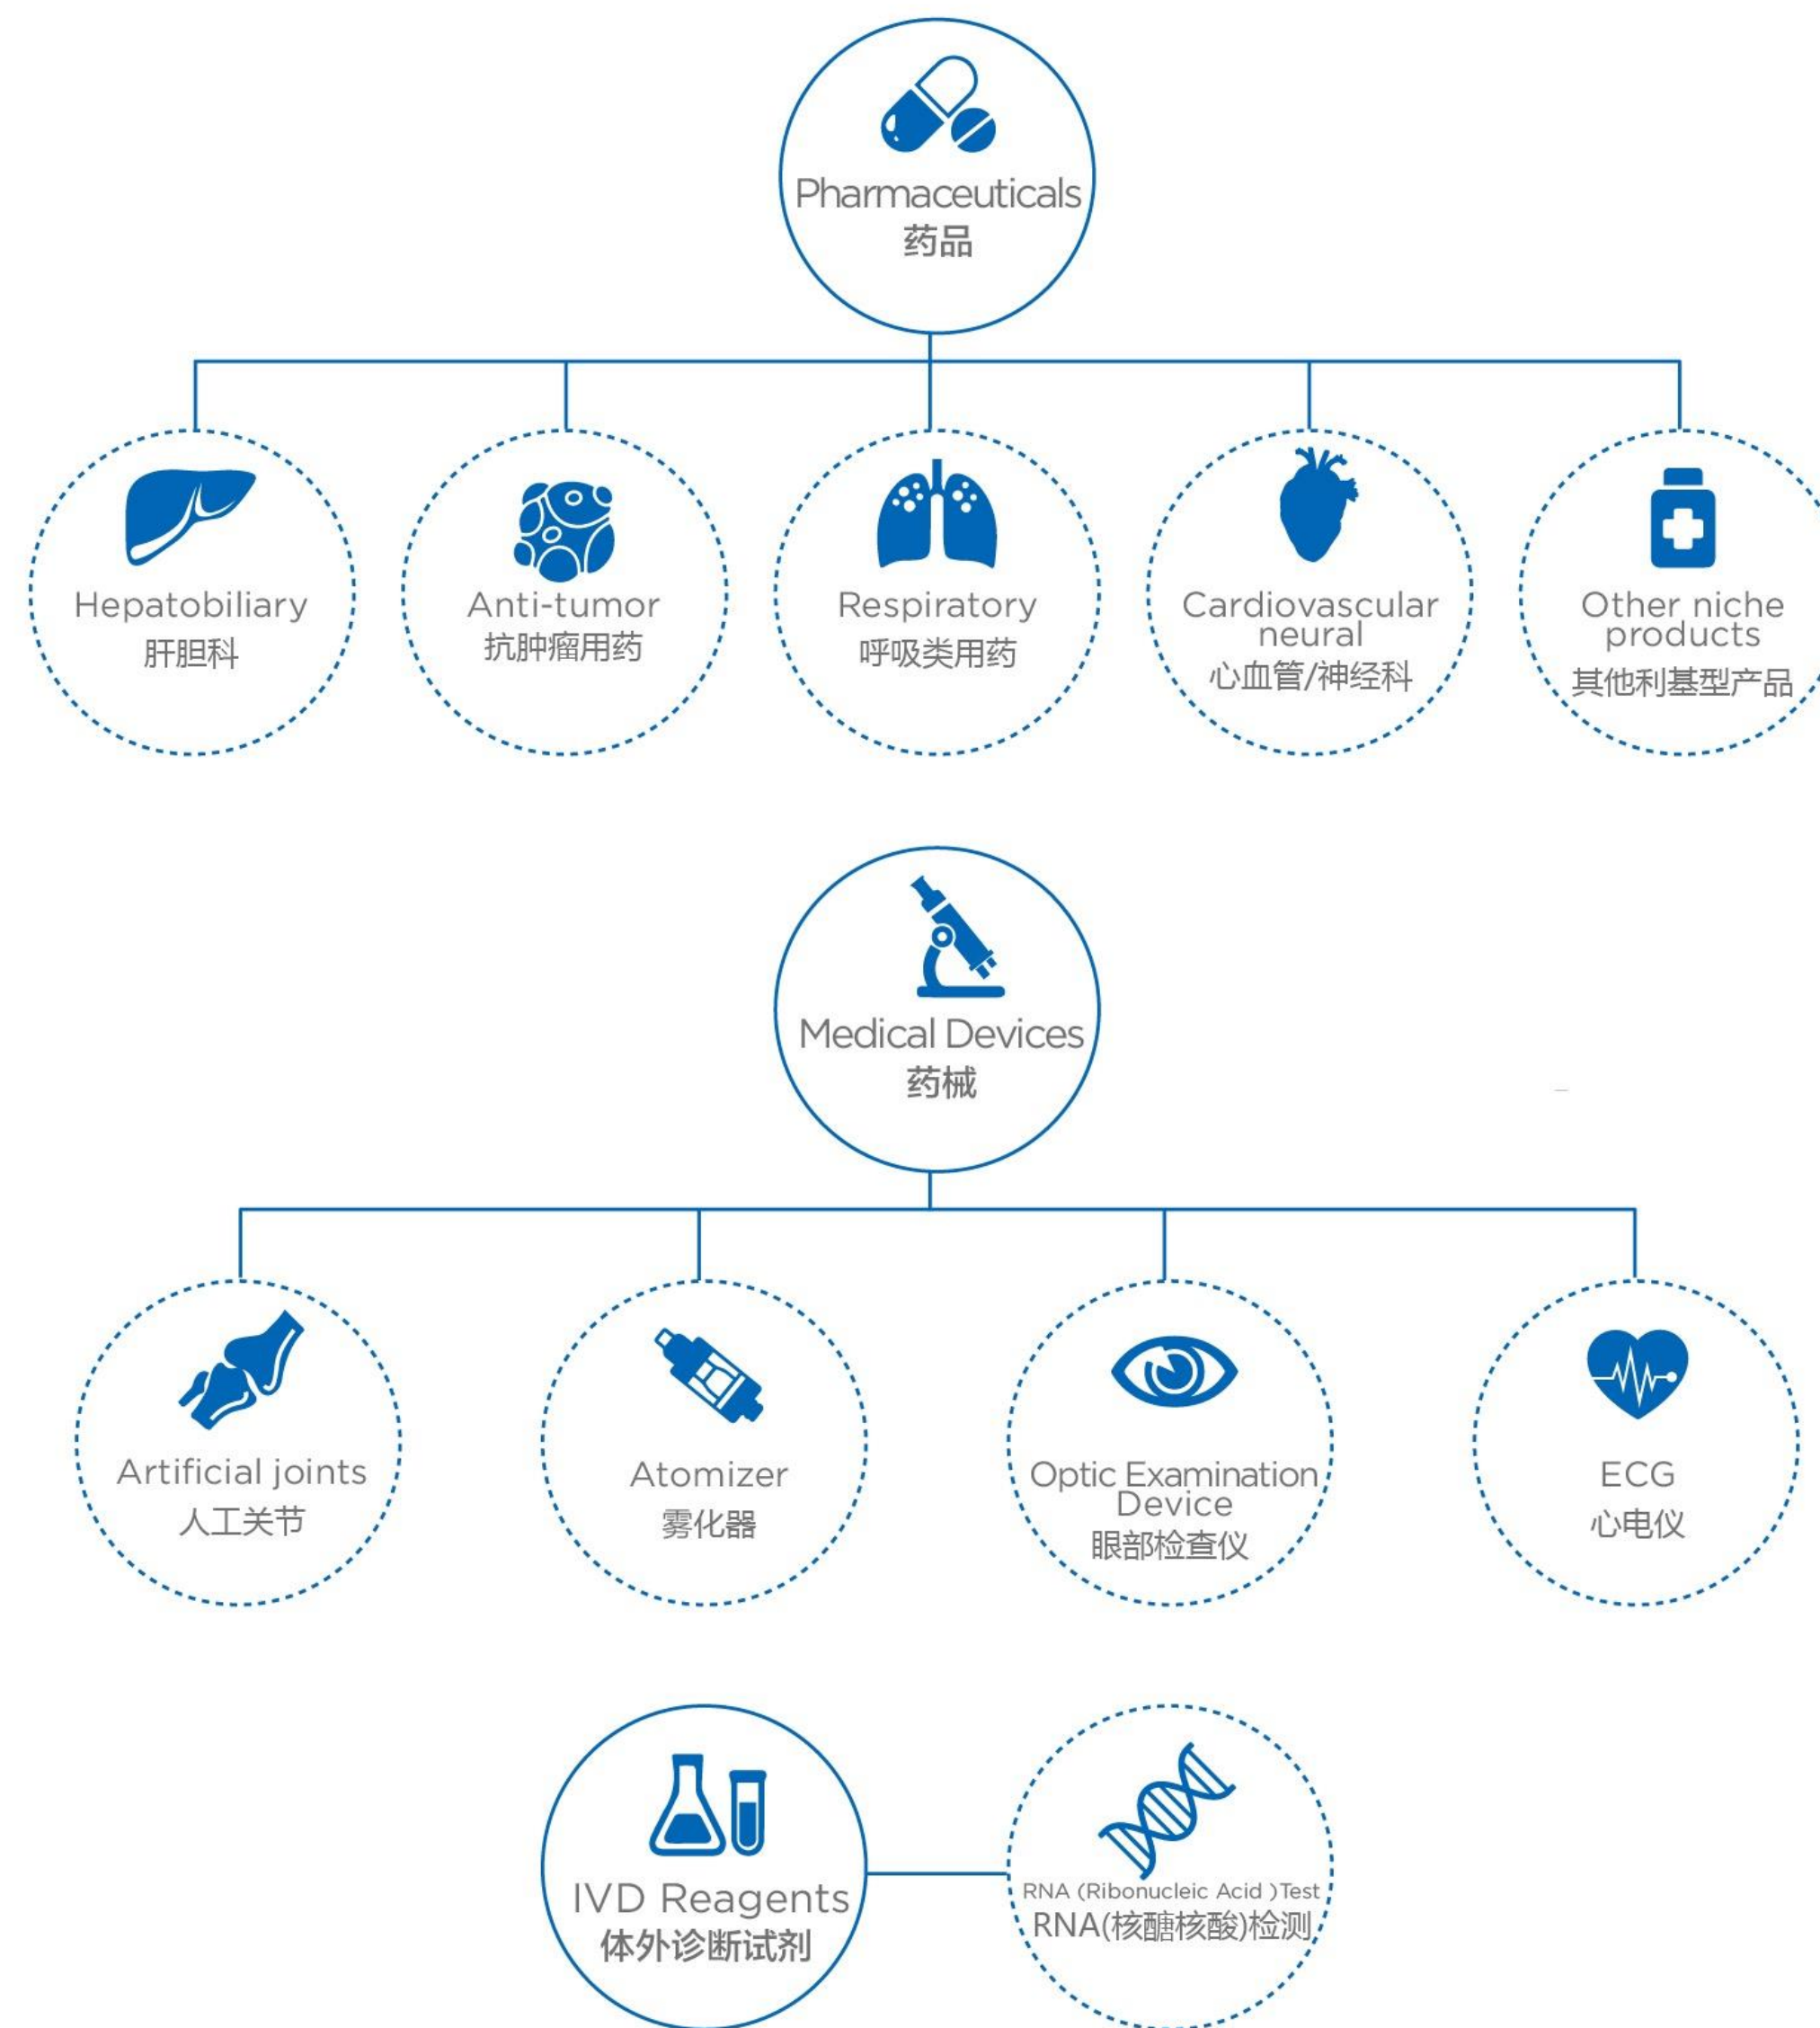 Pharmaceuticals
药品
Hepatobiliary
肝胆科
Anti-tumor
抗肿瘤用药
Respiratory
呼吸类用药
Cardiovascular
neural
心血管/神经科
Other niche
products
其他利基型产品
Medical Devices
药械
Artificial joints
人工关节
Atomizer
雾化器
Optic Examination
Device
眼部检查仪
ECG
心电仪
IVD Reagents
体外诊断试剂
RNA (Ribonucleic Acid )Test
RNA(核醣核酸)检测